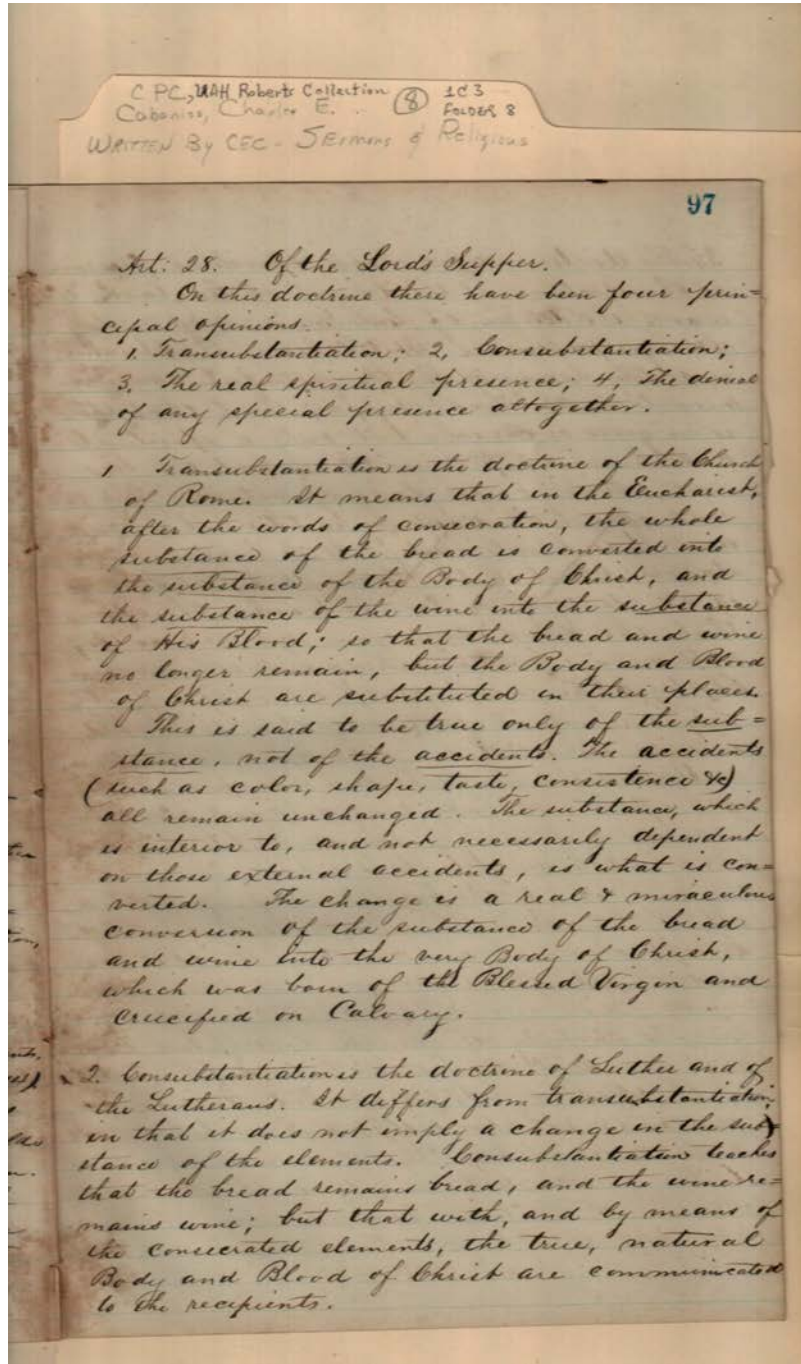 C PC, UAH Roberts Collection 8 1C3
Cabaniss, Charles E. FOLDER 8
WRITTEN By CEC - SErmons & Religious
97
Art: 28. Of the Lord's Supper.
On this doctrine there have been four prin=
cipal opinions.
1. Transubstantiation; 2, Consubstantiation;
3. The real spiritual presence; 4, The denial
of any special presence altogether.
1 Transubstantiation is the doctrine of the Church
of Rome. It means that in the Eucharist,
after the words of consecration, the whole
substance of the bread is converted into
the substance of the Body of Christ, and
the substance of the wine into the substance
of His Blood; so that the bread and wine
no longer remain, but the Body and Blood
of Christ are substituted in their places.
This is said to be true only of the sub=
stance, not of the accidents. The accidents
(such as color, shape, taste, consistence &c)
all remain unchanged. The substance, which
is interior to, and not necessarily dependent
on those external accidents, is what is con=
verted. The change is a real & miraculous
conversion of the substance of the bread
and wine into the very Body of Christ,
which was born of the Blessed Virgin and
crucified on Calvary.
2. Consubstantiation is the doctrine of Luther and of
the Lutherans. It differs from transubstantiation,
in that it does not imply a change in the sub=
stance of the elements. Consubstantiation teaches
that the bread remains bread, and the wine re=
mains wine; but that with, and by means of
the consecrated elements, the true, natural
Body and Blood of Christ are communicated
to the recipients.